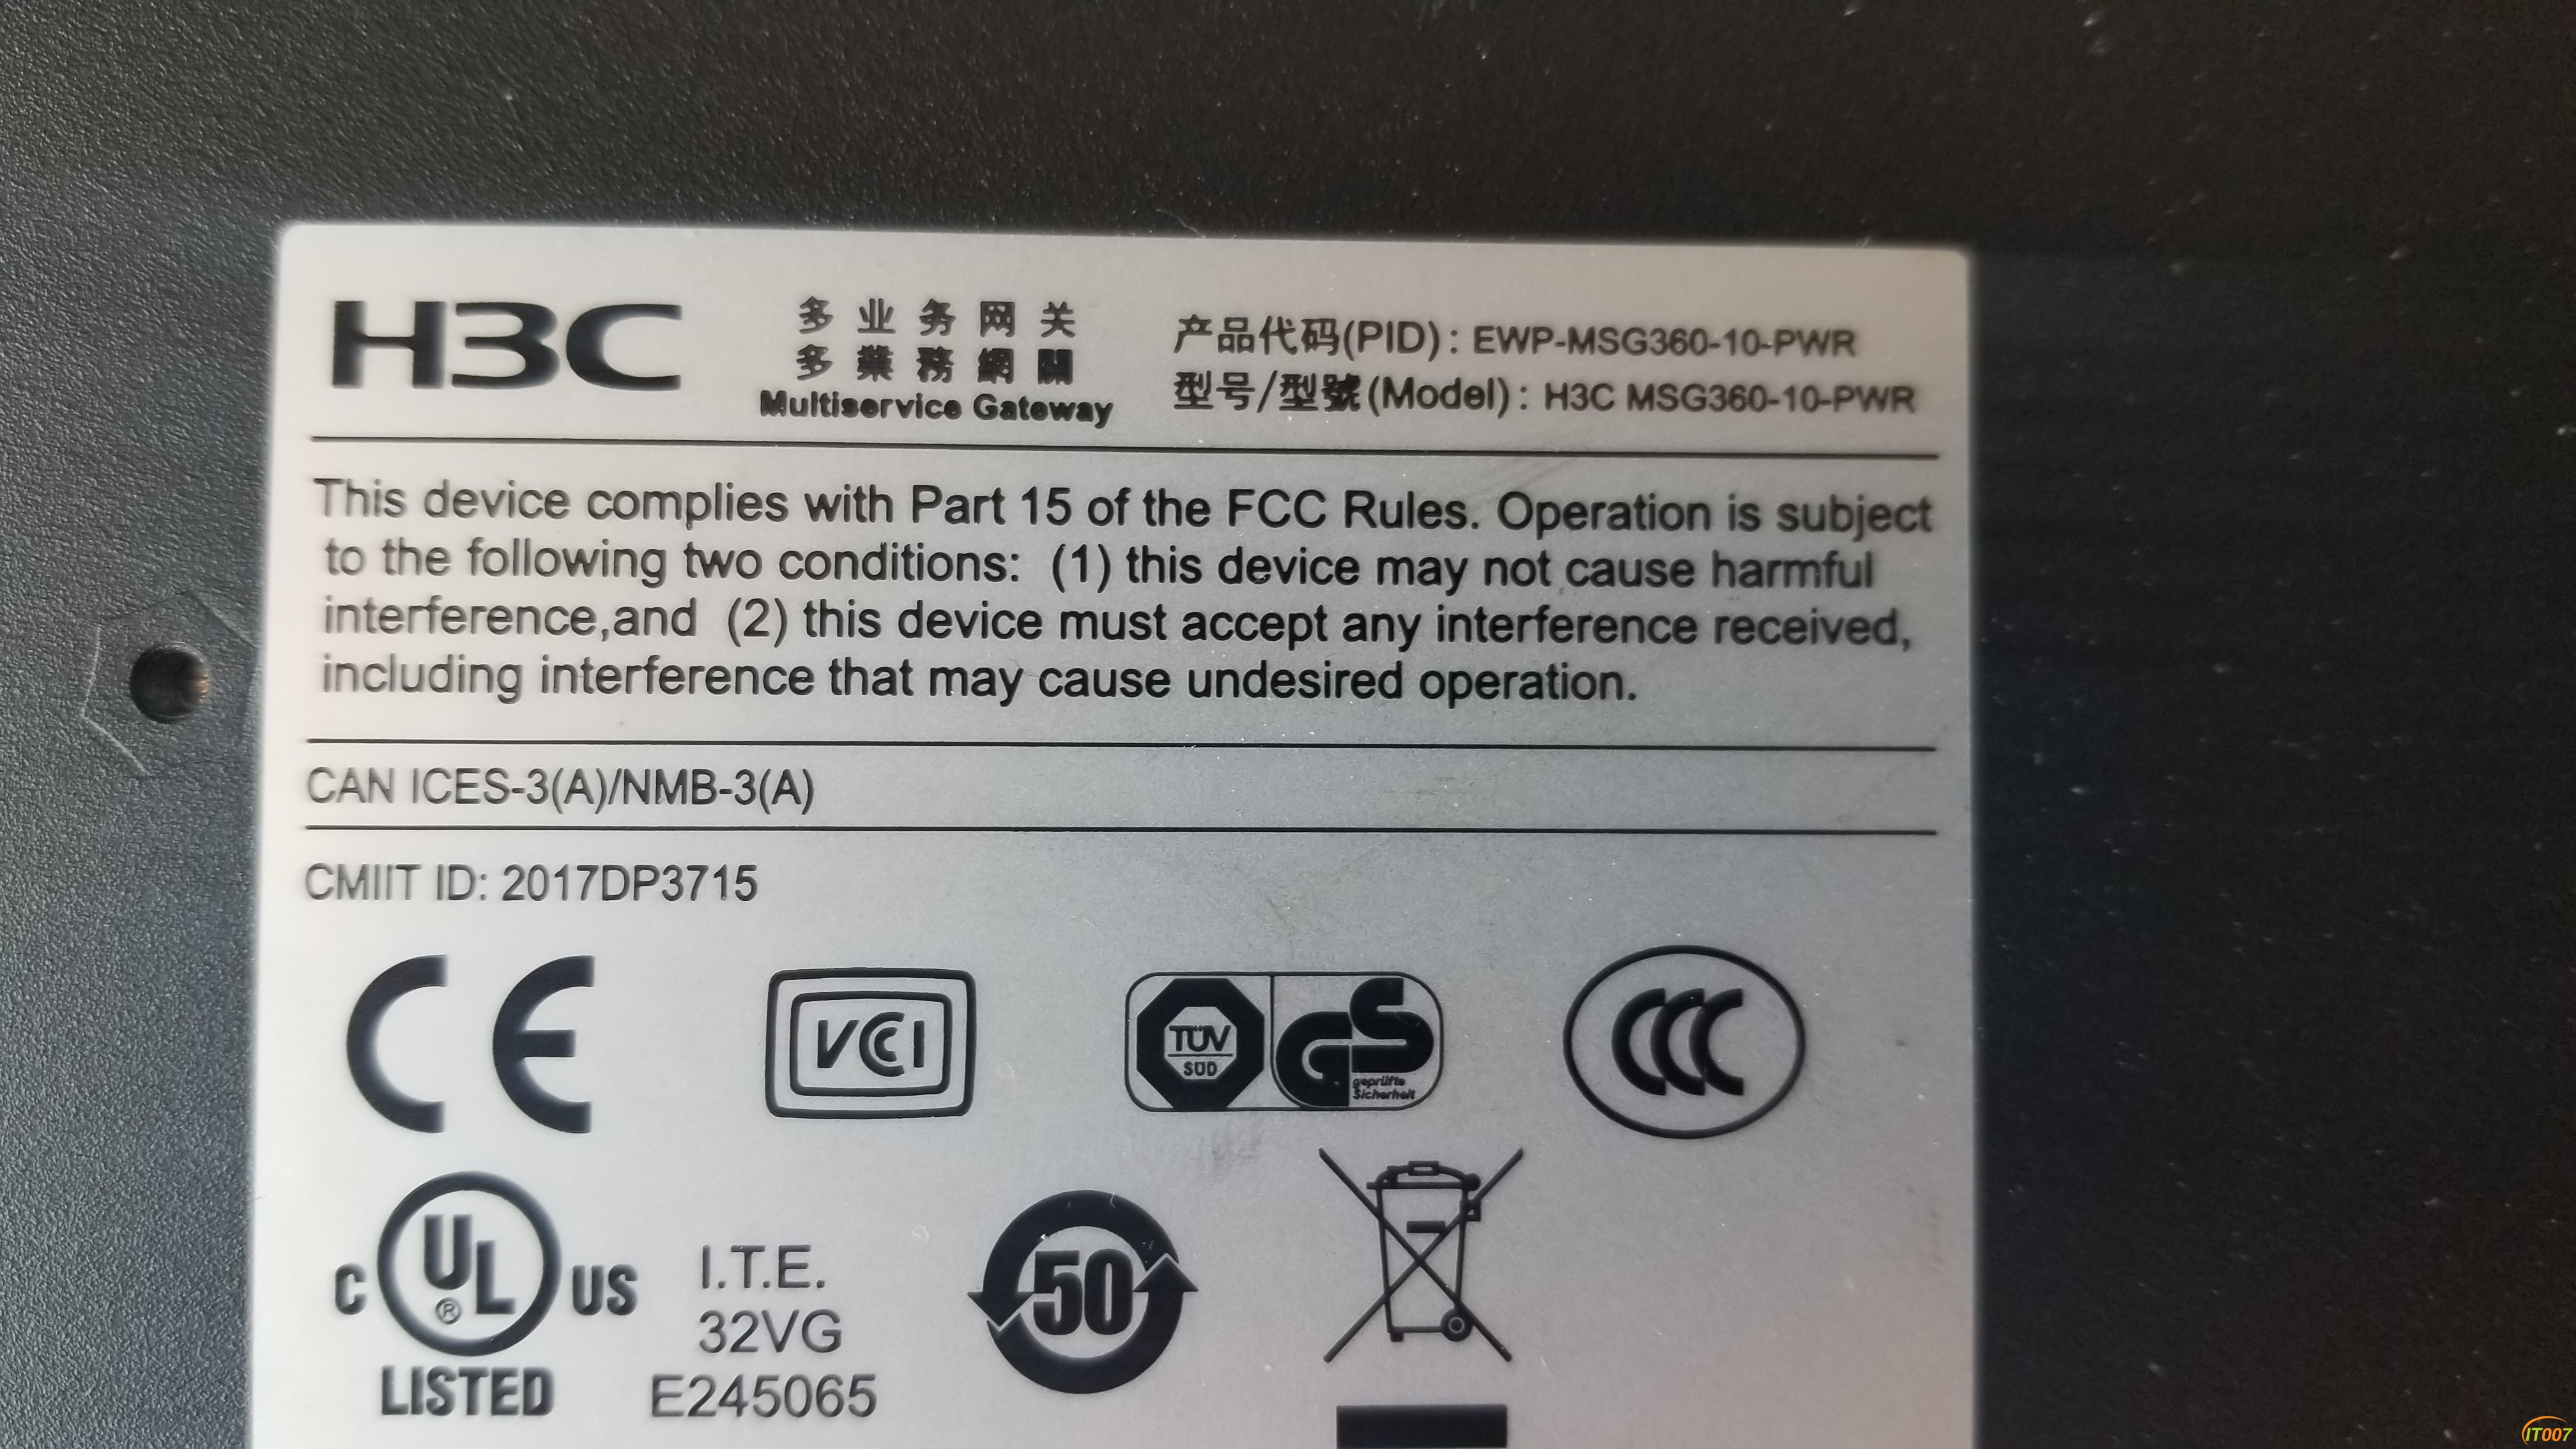 H3C
多业务网关
多業務網關
Multiservice Gateway
产品代码(PID): EWP-MSG360-10-PWR
型号/型號(Model): H3C MSG360-10-PWR
This device complies with Part 15 of the FCC Rules. Operation is subject
to the following two conditions: (1) this device may not cause harmful
interference,and (2) this device must accept any interference received,
including interference that may cause undesired operation.
CAN ICES-3(A)/NMB-3(A)
CMIIT ID: 2017DP3715
CE
VCI
TÜV
SÜD
GS
geprüfte
Sicherheit
CCC
C UL ® US
LISTED
I.T.E.
32VG
E245065
50
IT007